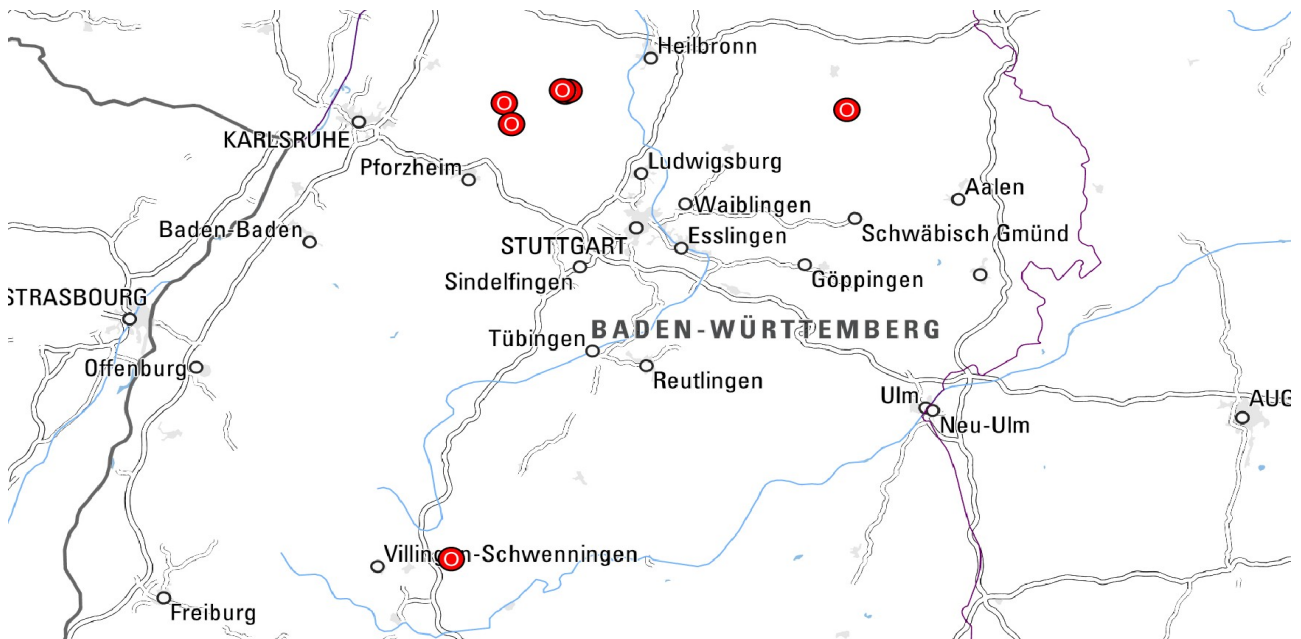 Heilbronn
O
O
O
O
KARLSRUHE
Pforzheim
Ludwigsburg
Aalen
Waiblingen
Baden-Baden
Esslingen
Schwäbisch Gmünd
STUTTGART
Sindelfingen
Göppingen
STRASBOURG
BADEN-WÜRTTEMBERG
Tübingen
Offenburg
Reutlingen
Ulm
AUG
Neu-Ulm
Villingen-Schwenningen
O
Freiburg